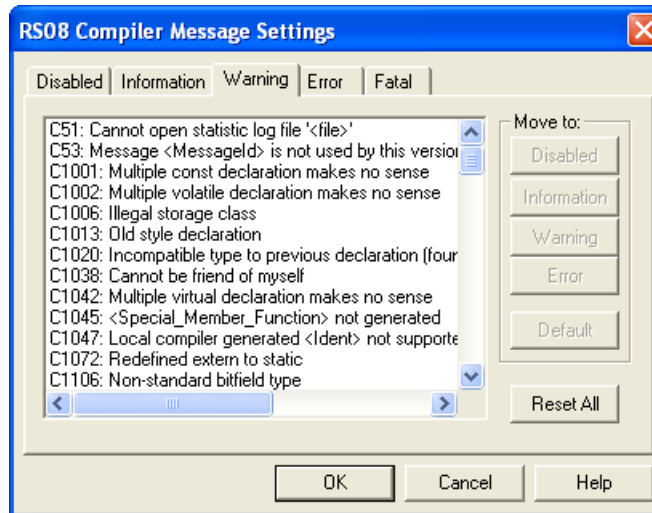 RS08 Compiler Message Settings
Disabled Information Warning Error Fatal
C51: Cannot open statistic log file '<file>'
C53: Message <MessageId> is not used by this version
C1001: Multiple const declaration makes no sense
C1002: Multiple volatile declaration makes no sense
C1006: Illegal storage class
C1013: Old style declaration
C1020: Incompatible type to previous declaration (four
C1038: Cannot be friend of myself
C1042: Multiple virtual declaration makes no sense
C1045: <Special_Member_Function> not generated
C1047: Local compiler generated <Ident> not supporte
C1072: Redefined extern to static
C1106: Non-standard bitfield type
Move to:
Disabled
Information
Warning
Error
Default
Reset All
OK Cancel Help